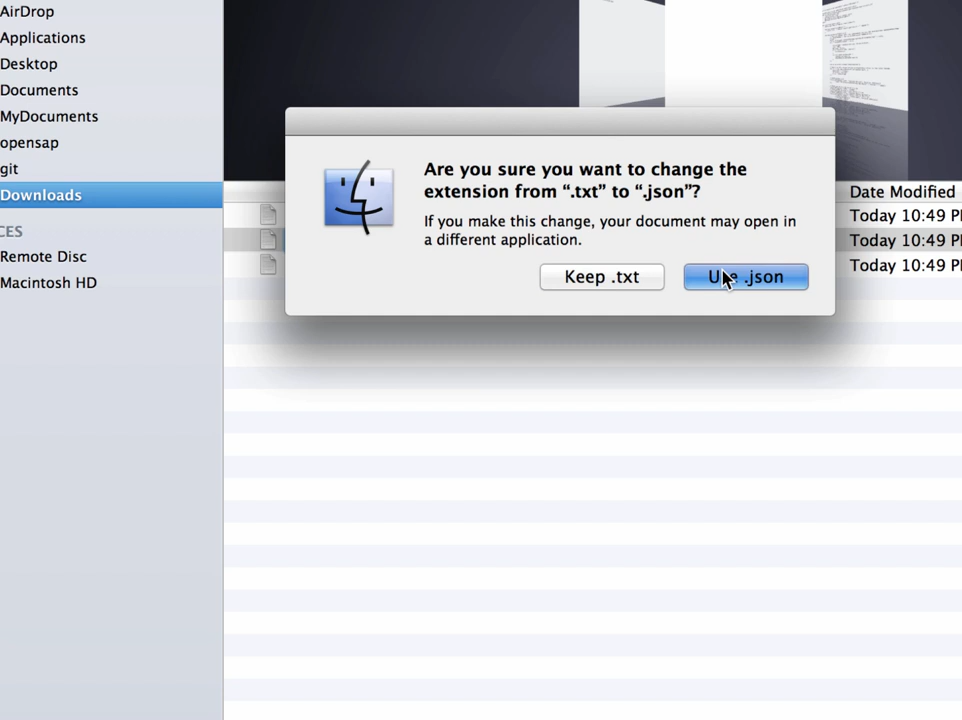 AirDrop
Applications
Desktop
Documents
MyDocuments
opensap
git
Downloads
CES
Remote Disc
Macintosh HD
Are you sure you want to change the
extension from “.txt” to “.json”?
If you make this change, your document may open in
a different application.
Keep .txt
Use .json
Date Modified
Today 10:49 P
Today 10:49 P
Today 10:49 P